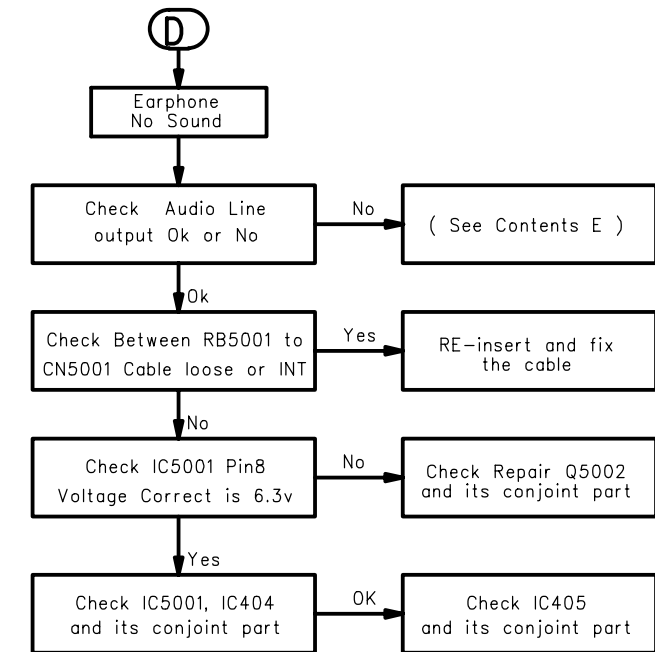 D
Earphone
No Sound
Check Audio Line
output Ok or No
No
( See Contents E )
Ok
Check Between RB5001 to
CN5001 Cable loose or INT
Yes
RE-insert and fix
the cable
No
Check IC5001 Pin8
Voltage Correct is 6.3v
No
Check Repair Q5002
and its conjoint part
Yes
Check IC5001, IC404
and its conjoint part
OK
Check IC405
and its conjoint part